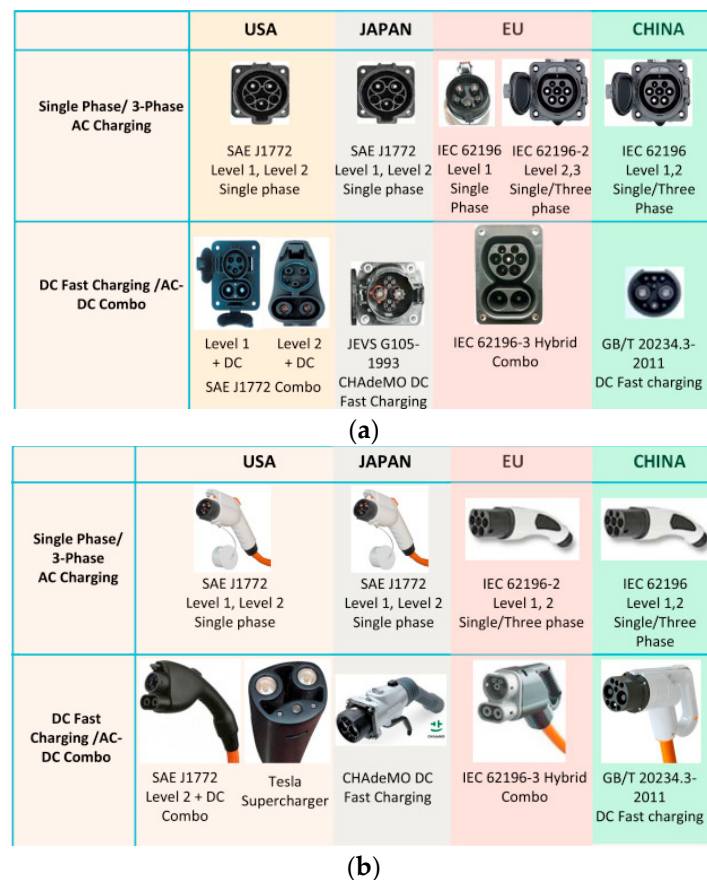 USA JAPAN EU CHINA
Single Phase/ 3-Phase
AC Charging
SAE J1772
Level 1, Level 2
Single phase
SAE J1772
Level 1, Level 2
Single phase
IEC 62196
Level 1
Single
Phase
IEC 62196-2
Level 2,3
Single/Three
phase
IEC 62196
Level 1,2
Single/Three
Phase
DC Fast Charging /AC-
DC Combo
Level 1
+ DC
Level 2
+ DC
SAE J1772 Combo
JEVS G105-
1993
CHAdeMO DC
Fast Charging
IEC 62196-3 Hybrid
Combo
GB/T 20234.3-
2011
DC Fast charging
(a)
USA JAPAN EU CHINA
Single Phase/
3-Phase
AC Charging
SAE J1772
Level 1, Level 2
Single phase
SAE J1772
Level 1, Level 2
Single phase
IEC 62196-2
Level 1, 2
Single/Three phase
IEC 62196
Level 1,2
Single/Three
Phase
DC Fast
Charging /AC-
DC Combo
SAE J1772
Level 2 + DC
Combo
Tesla
Supercharger
CHAdeMO
CHAdeMO DC
Fast Charging
IEC 62196-3 Hybrid
Combo
GB/T 20234.3-
2011
DC Fast charging
(b)